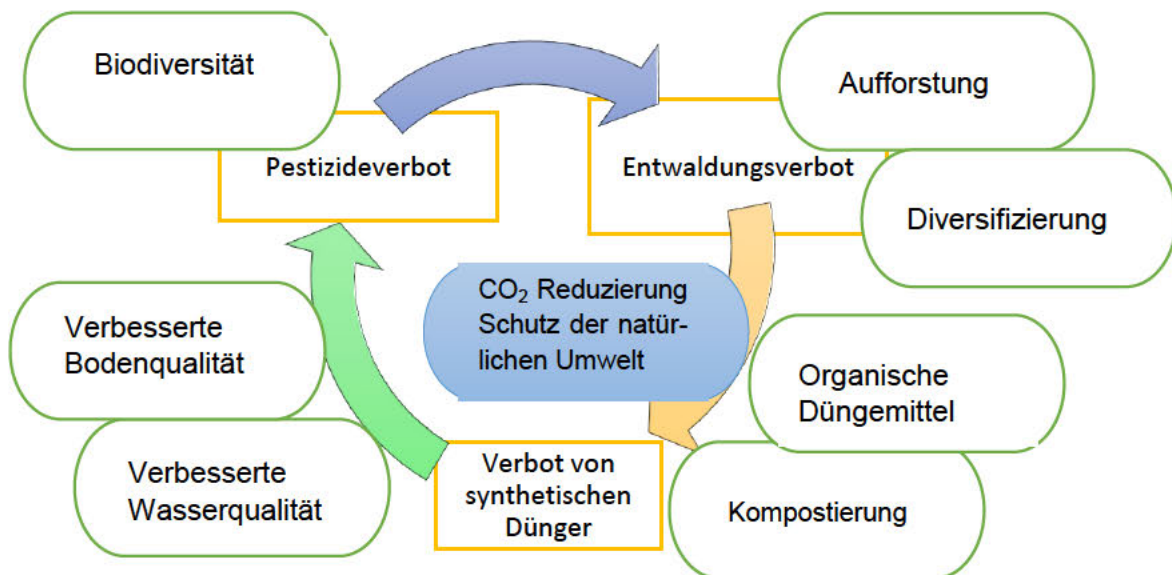 Biodiversität
Pestizideverbot
Aufforstung
Entwaldungsverbot
Diversifizierung
CO₂ Reduzierung
Schutz der natür-
lichen Umwelt
Verbesserte
Bodenqualität
Organische
Düngemittel
Verbesserte
Wasserqualität
Verbot von
synthetischen
Dünger
Kompostierung